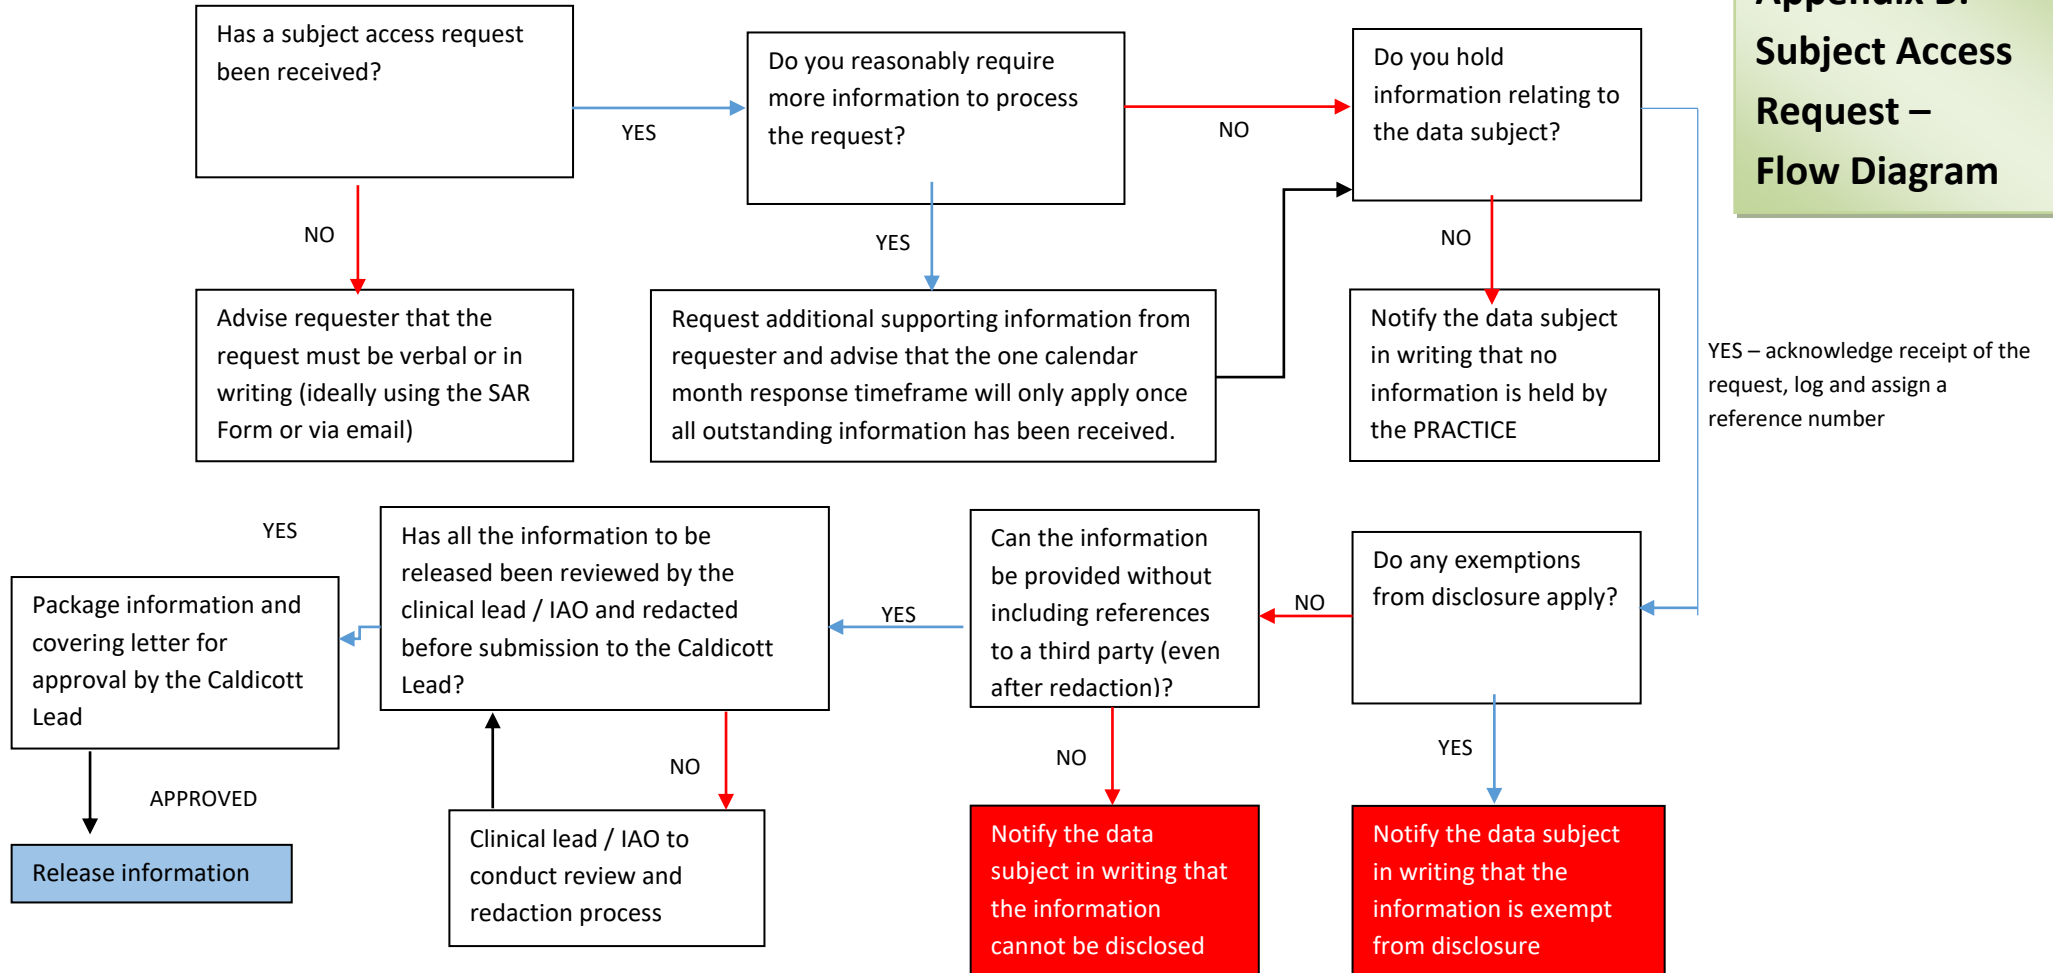 Appendix B:
Subject Access
Request –
Flow Diagram
Has a subject access request
been received?
YES
NO
Do you reasonably require
more information to process
the request?
NO
YES
Do you hold
information relating to
the data subject?
NO
Advise requester that the
request must be verbal or in
writing (ideally using the SAR
Form or via email)
Request additional supporting information from
requester and advise that the one calendar
month response timeframe will only apply once
all outstanding information has been received.
Notify the data subject
in writing that no
information is held by
the PRACTICE
YES – acknowledge receipt of the
request, log and assign a
reference number
Do any exemptions
from disclosure apply?
NO
YES
Can the information
be provided without
including references
to a third party (even
after redaction)?
YES
NO
Has all the information to be
released been reviewed by the
clinical lead / IAO and redacted
before submission to the Caldicott
Lead?
YES
NO
Package information and
covering letter for
approval by the Caldicott
Lead
APPROVED
Release information
Clinical lead / IAO to
conduct review and
redaction process
Notify the data
subject in writing that
the information
cannot be disclosed
Notify the data subject
in writing that the
information is exempt
from disclosure